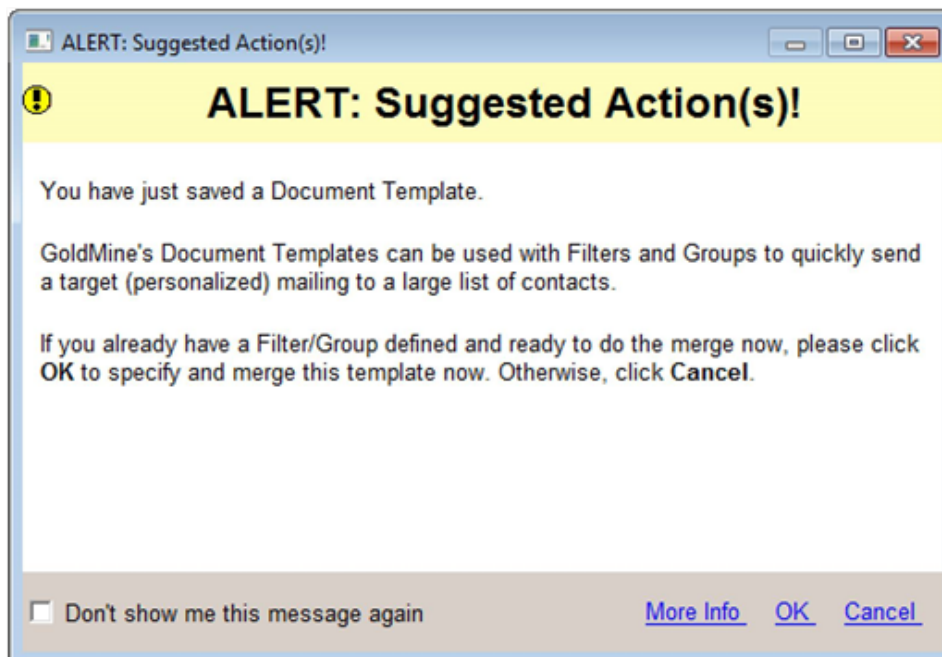 ALERT: Suggested Action(s)!
ALERT: Suggested Action(s)!
You have just saved a Document Template.
GoldMine's Document Templates can be used with Filters and Groups to quickly send
a target (personalized) mailing to a large list of contacts.
If you already have a Filter/Group defined and ready to do the merge now, please click
OK to specify and merge this template now. Otherwise, click Cancel.
Don't show me this message again
More Info OK Cancel